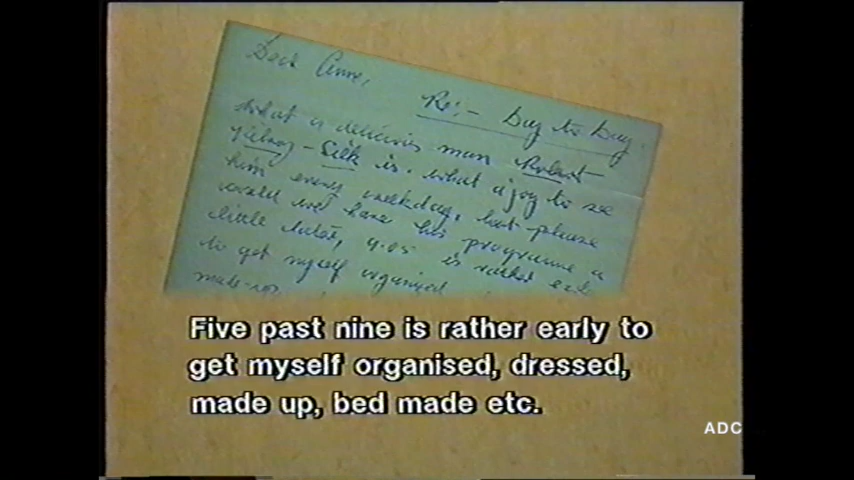 Dear Anne,
Re:- Day to Day.
What a delicious man Robert
Kilroy-Silk is. What a joy to see
him every weekday, but please
could we have his programme a
little later, 9.05 is rather early
to get myself organised
made-up
Five past nine is rather early to
get myself organised, dressed,
made up, bed made etc.
ADC